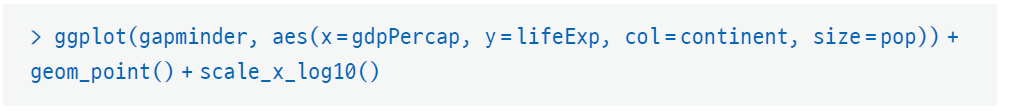 > ggplot(gapminder, aes(x=gdpPercap, y=lifeExp, col=continent, size=pop)) +
geom_point() + scale_x_log10()